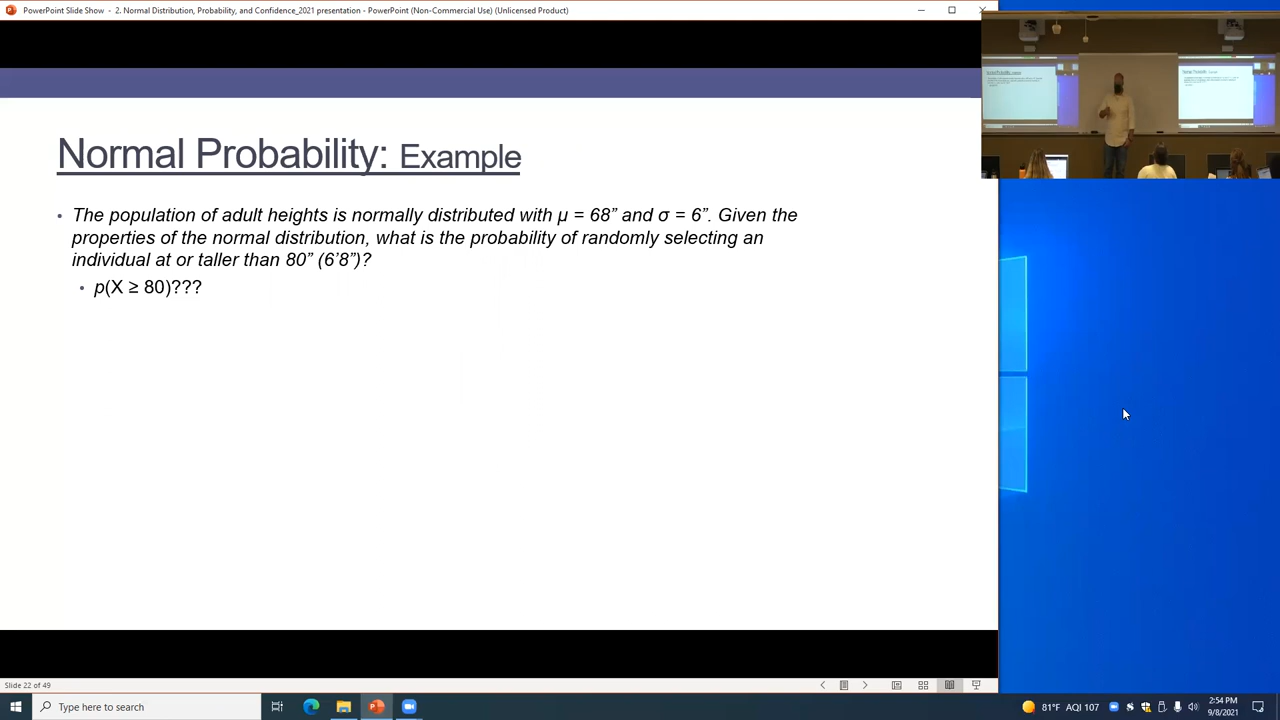 PowerPoint Slide Show - 2. Normal Distribution, Probability, and Confidence_2021 presentation - PowerPoint (Non-Commercial Use) (Unlicensed Product)
Normal Probability: Example
• The population of adult heights is normally distributed with μ = 68” and σ = 6”. Given the
properties of the normal distribution, what is the probability of randomly selecting an
individual at or taller than 80” (6’8”)?
• p(X ≥ 80)???
Slide 22 of 49
Type here to search
81°F AQI 107
2:54 PM
9/8/2021